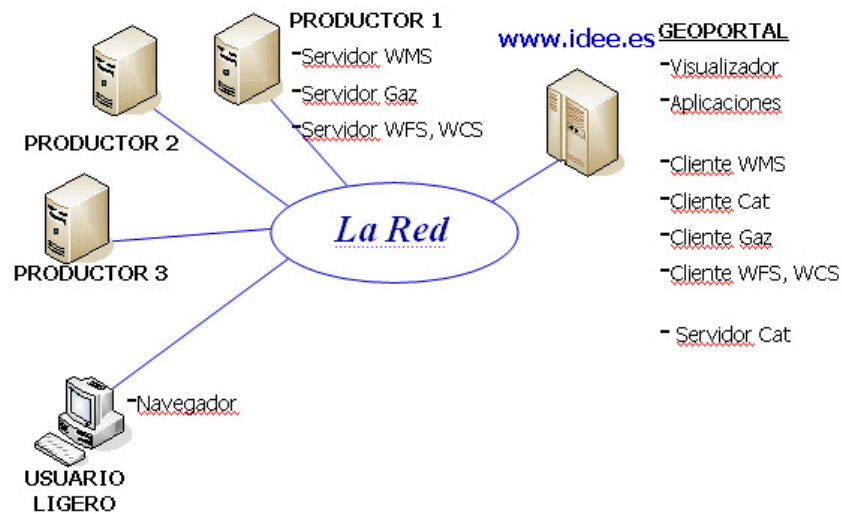 PRODUCTOR 1
-Servidor WMS
-Servidor Gaz
-Servidor WFS, WCS
PRODUCTOR 2
PRODUCTOR 3
La Red
www.idee.es
GEOPORTAL
-Visualizador
-Aplicaciones
-Cliente WMS
-Cliente Cat
-Cliente Gaz
-Cliente WFS, WCS
- Servidor Cat
-Navegador
USUARIO
LIGERO